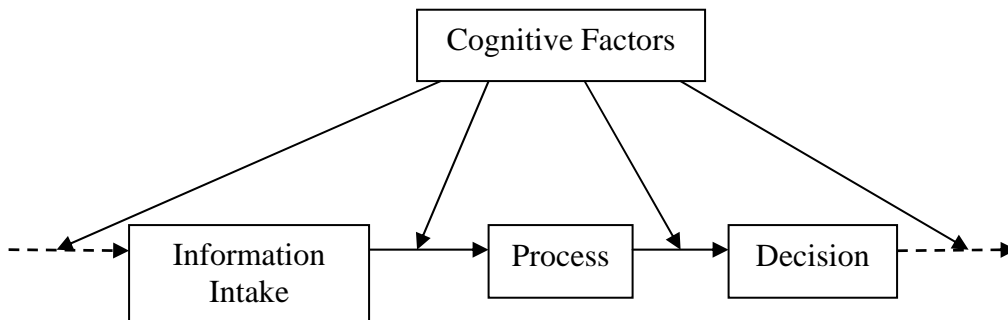 Cognitive Factors
Information
Intake
Process
Decision